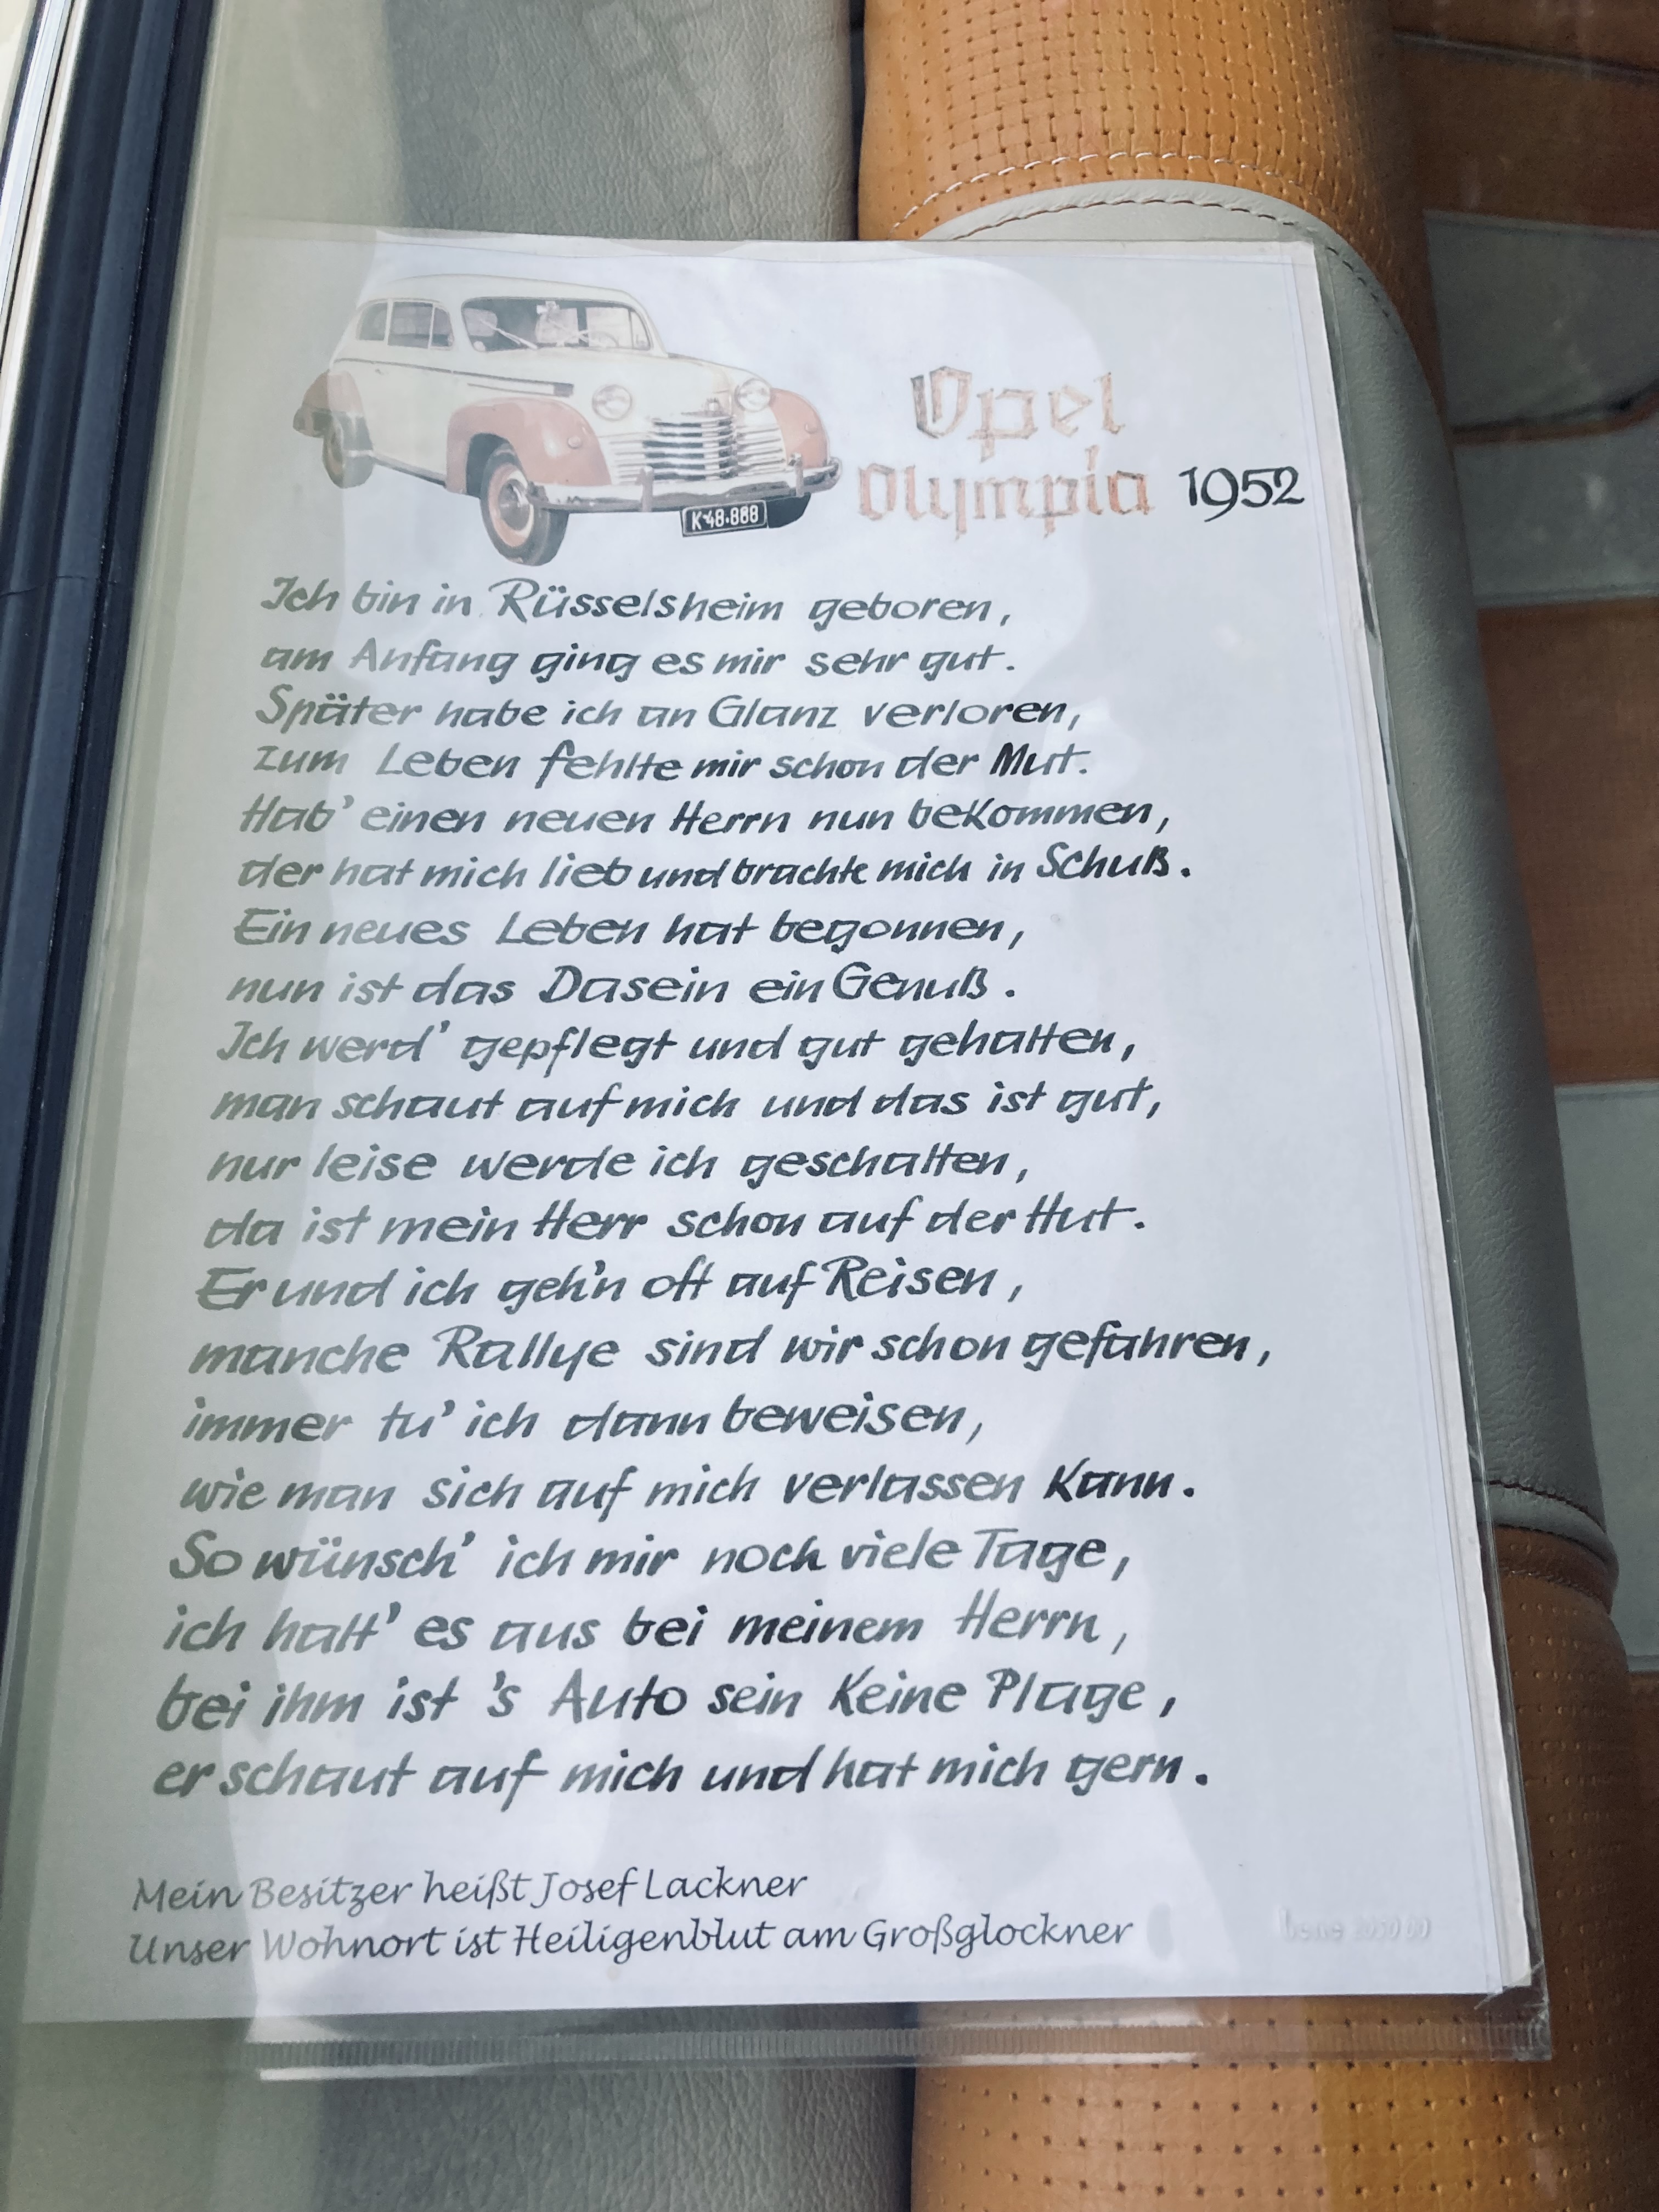 Opel
Olympia 1952
K 48.888
Ich bin in Rüsselsheim geboren,
am Anfang ging es mir sehr gut.
Später habe ich an Glanz verloren,
zum Leben fehlte mir schon der Mut.
Hab' einen neuen Herrn nun bekommen,
der hat mich lieb und brachte mich in Schuß.
Ein neues Leben hat begonnen,
nun ist das Dasein ein Genuß.
Ich werd' gepflegt und gut gehalten,
man schaut auf mich und das ist gut,
nur leise werde ich geschalten,
da ist mein Herr schon auf der Hut.
Er und ich geh'n oft auf Reisen,
manche Rallye sind wir schon gefahren,
immer tu' ich dann beweisen,
wie man sich auf mich verlassen kann.
So wünsch' ich mir noch viele Tage,
ich halt' es aus bei meinem Herrn,
bei ihm ist 's Auto sein keine Plage,
er schaut auf mich und hat mich gern.
Mein Besitzer heißt Josef Lackner
Unser Wohnort ist Heiligenblut am Großglockner